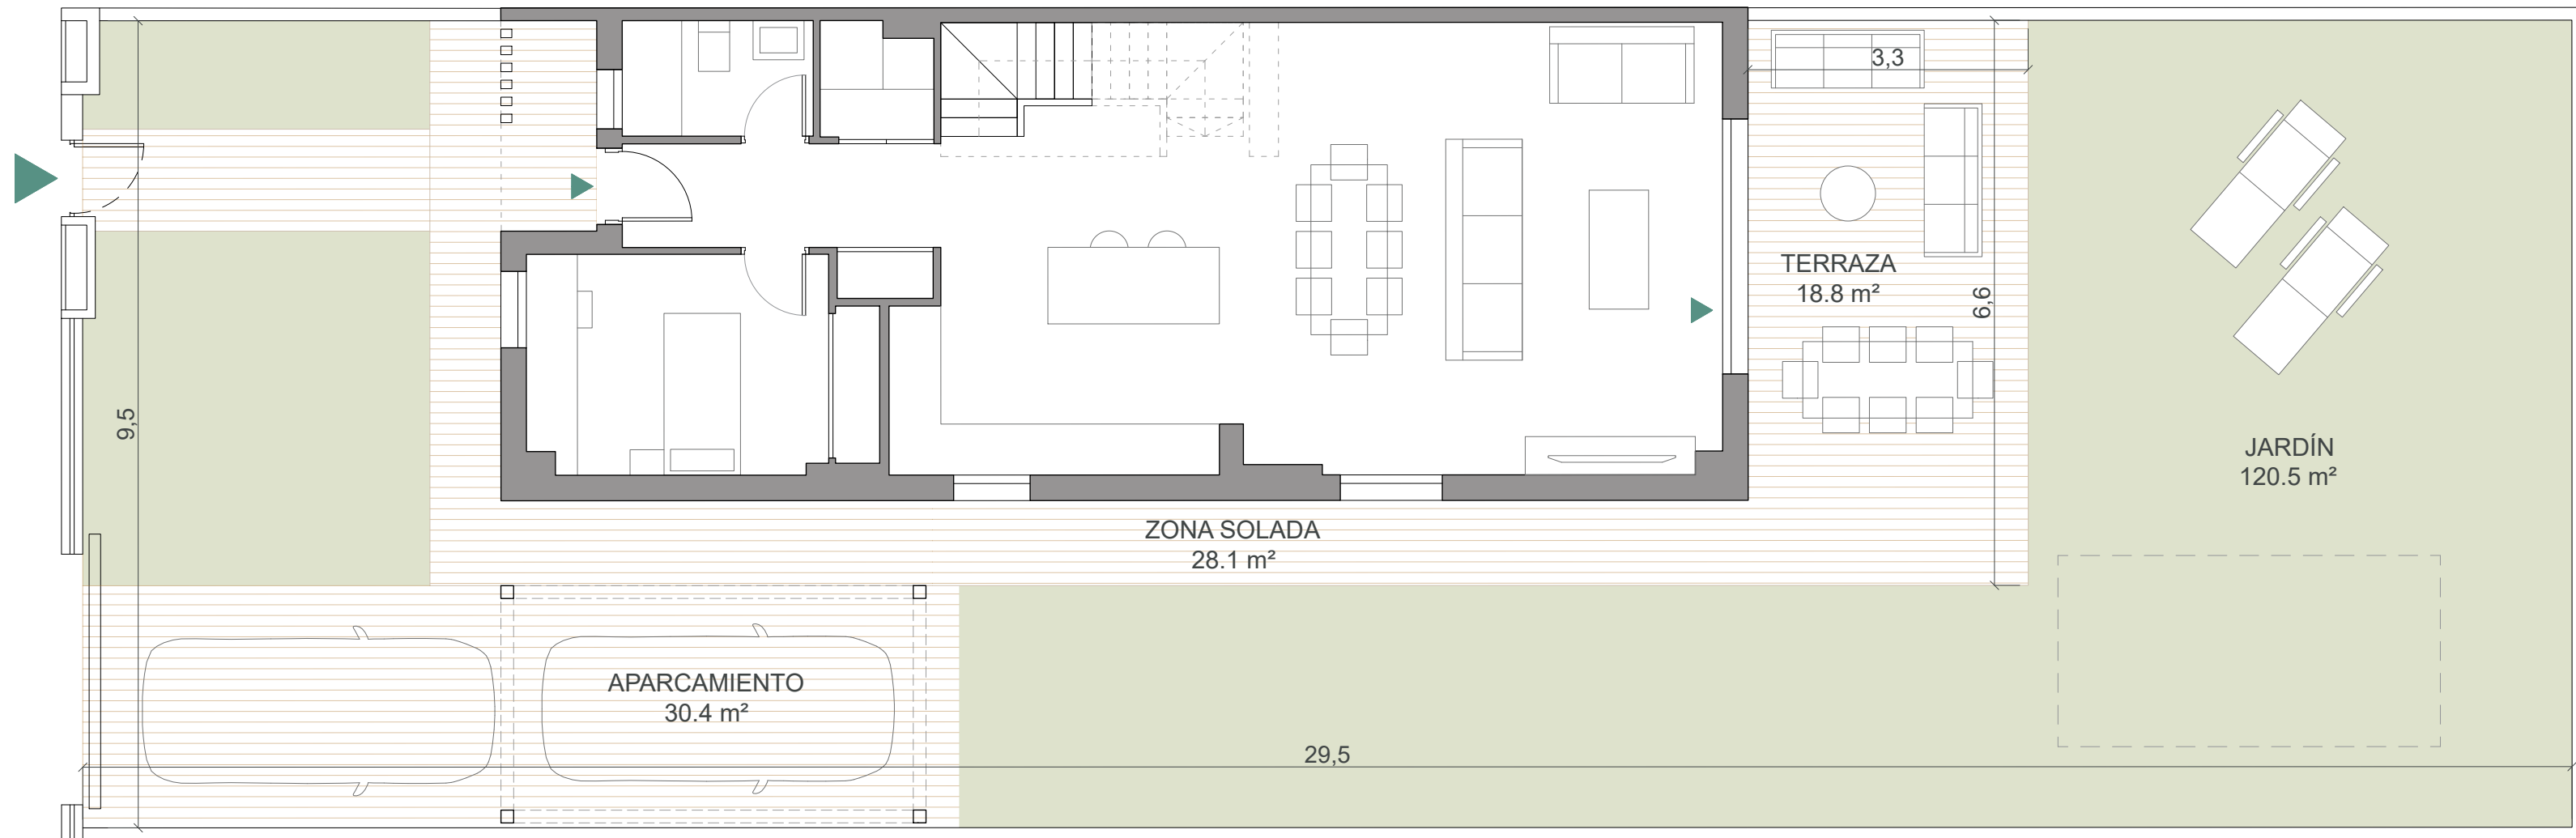 3,3
TERRAZA
18.8 m²
6,6
9,5
JARDÍN
120.5 m²
ZONA SOLADA
28.1 m²
APARCAMIENTO
30.4 m²
29,5